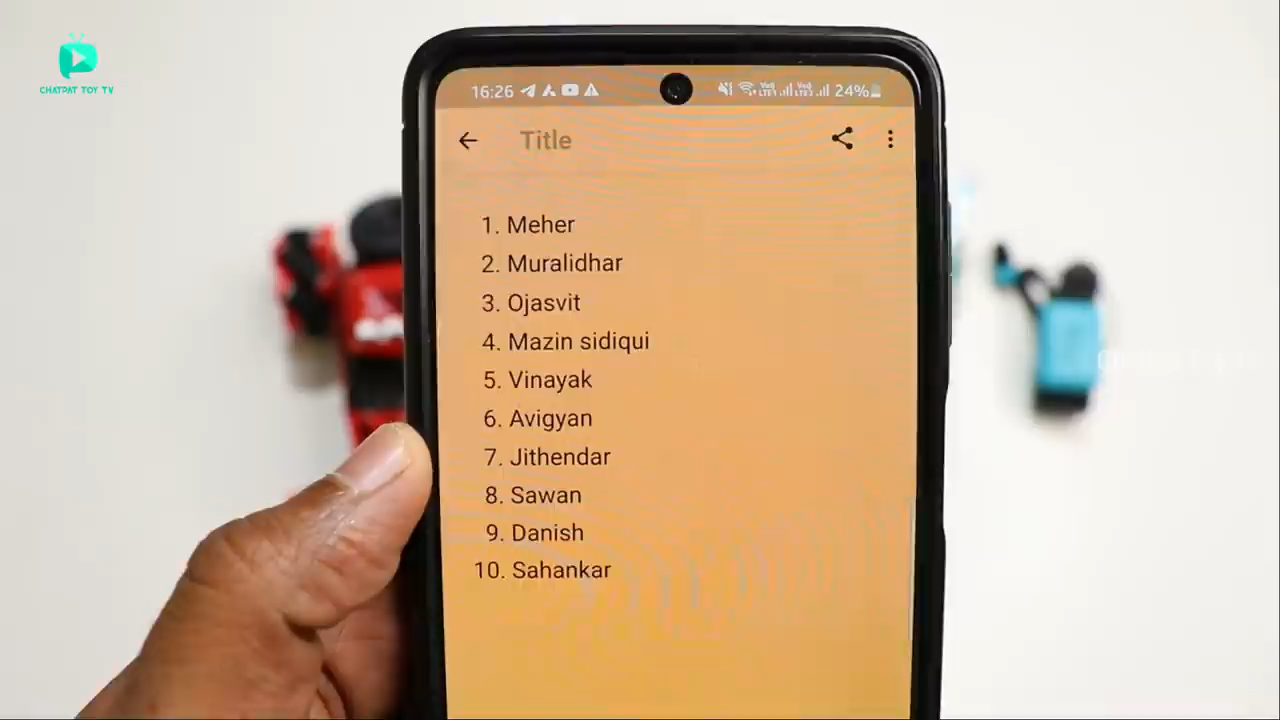 CHATPAT TOY TV
16:26
24%
Title
1. Meher
2. Muralidhar
3. Ojasvit
4. Mazin sidiqui
5. Vinayak
6. Avigyan
7. Jithendar
8. Sawan
9. Danish
10. Sahankar